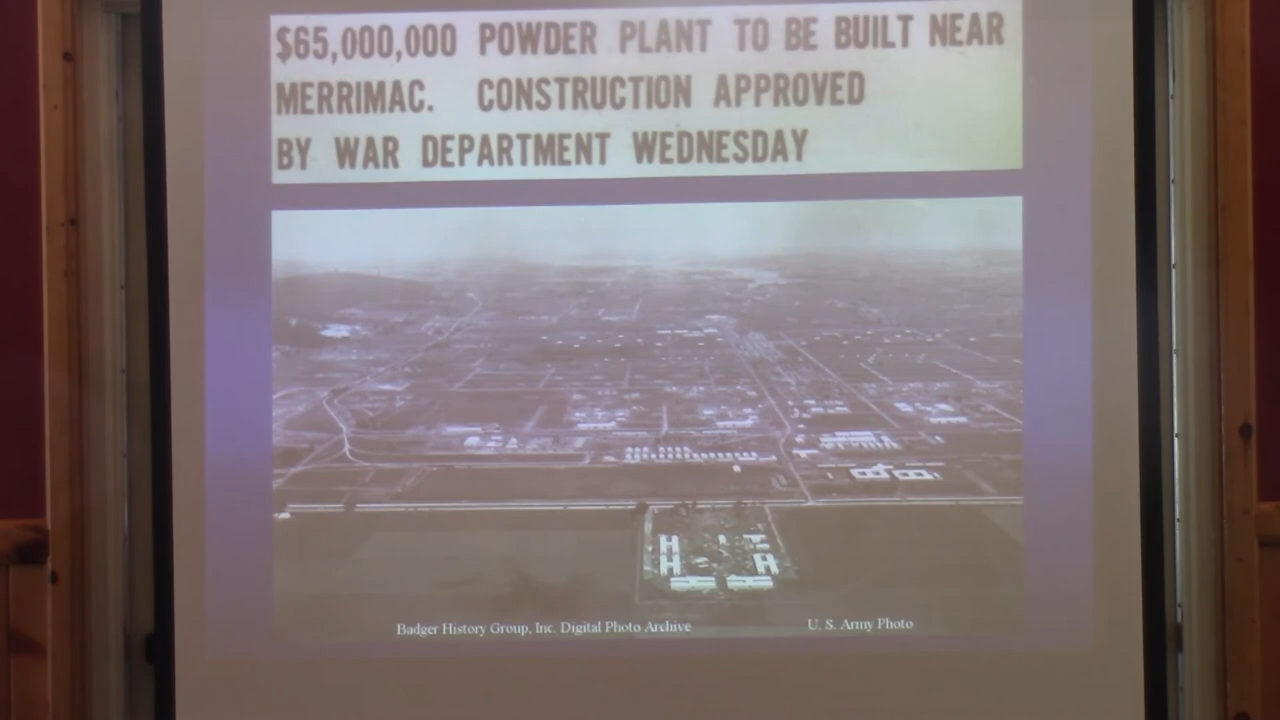 $65,000,000 POWDER PLANT TO BE BUILT NEAR
MERRIMAC. CONSTRUCTION APPROVED
BY WAR DEPARTMENT WEDNESDAY
Badger History Group, Inc. Digital Photo Archive
U. S. Army Photo